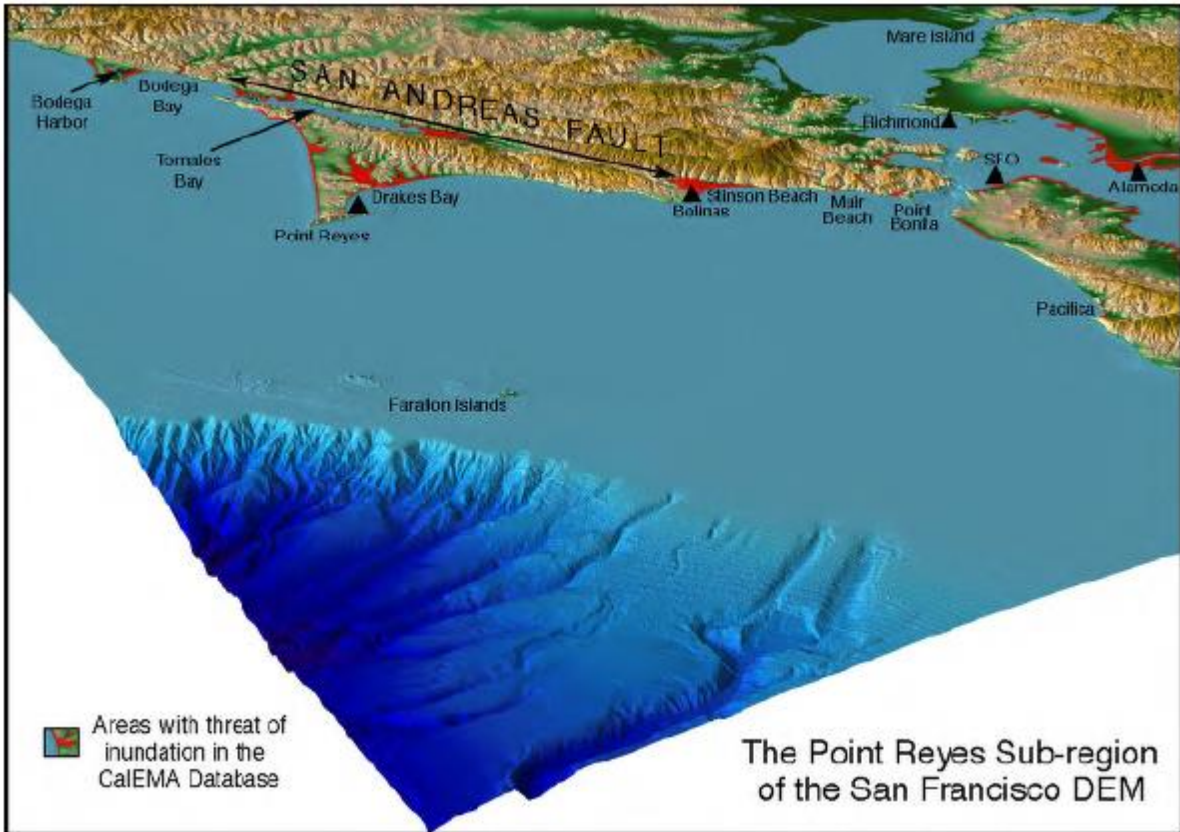 Mare Island
SAN ANDREAS FAULT
Bodega
Harbor
Bodega
Bay
Richmond
Tomales
Bay
SFO
Alameda
Drakes Bay
Stinson Beach
Bolinas
Muir
Beach
Point
Bonita
Point Reyes
Pacifica
Farallon Islands
Areas with threat of
inundation in the
CalEMA Database
The Point Reyes Sub-region
of the San Francisco DEM